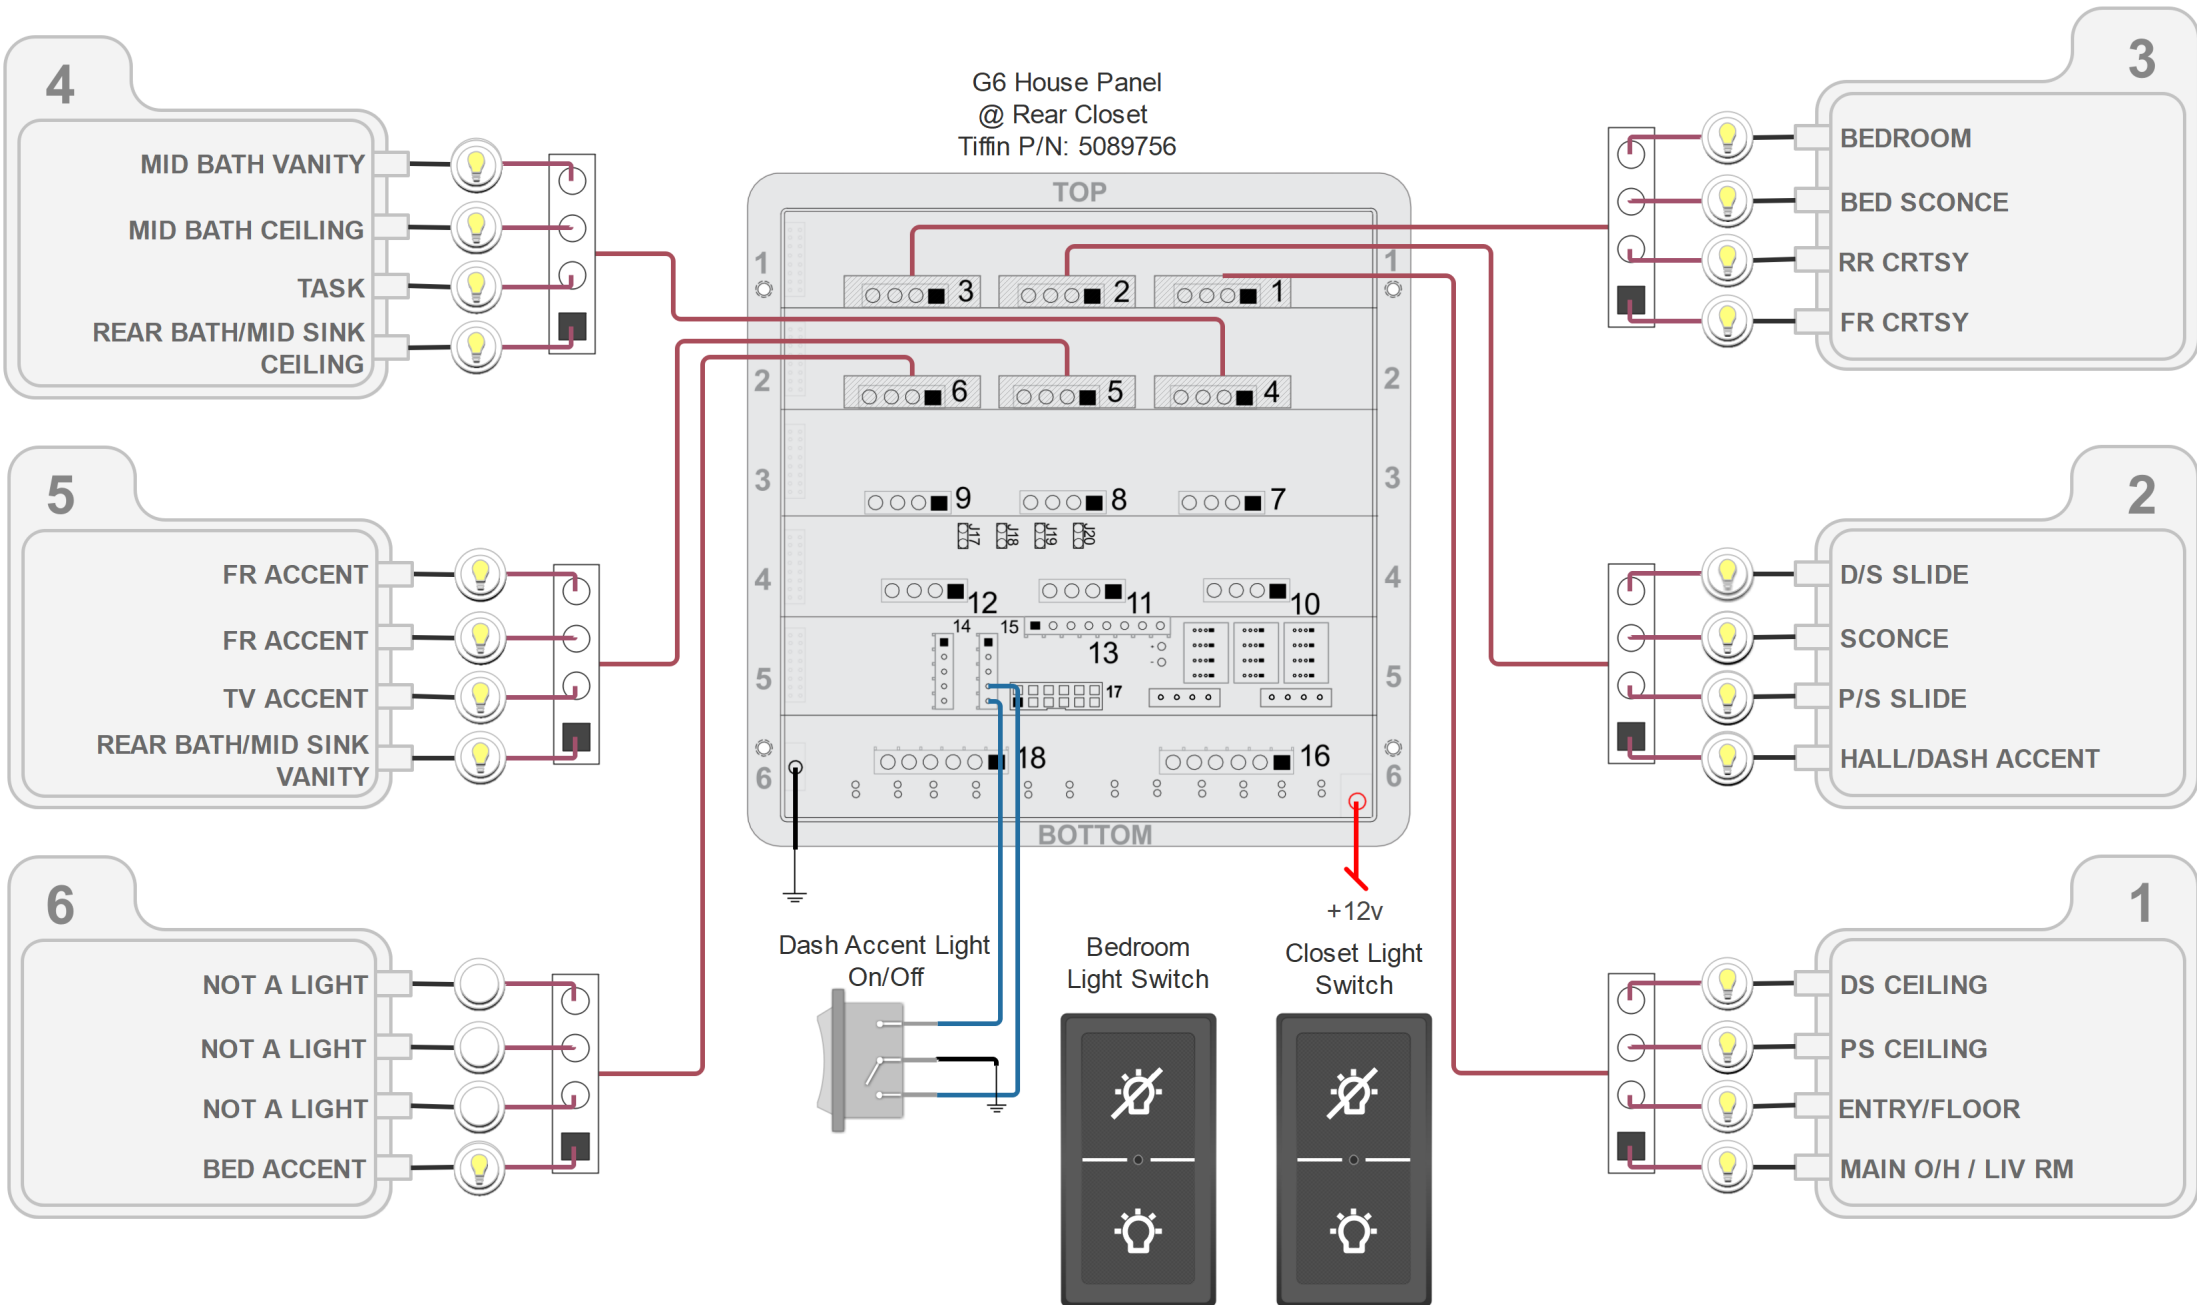 G6 House Panel
@ Rear Closet
Tiffin P/N: 5089756
4
MID BATH VANITY
MID BATH CEILING
TASK
REAR BATH/MID SINK
CEILING
5
FR ACCENT
FR ACCENT
TV ACCENT
REAR BATH/MID SINK
VANITY
6
NOT A LIGHT
NOT A LIGHT
NOT A LIGHT
BED ACCENT
TOP
1
1
3
2
1
2
2
6
5
4
3
3
9
8
7
J17
J18
J19
J20
4
4
12
11
10
14
15
13
5
5
17
18
16
6
6
BOTTOM
+12v
Dash Accent Light
On/Off
Bedroom
Light Switch
Closet Light
Switch
3
BEDROOM
BED SCONCE
RR CRTSY
FR CRTSY
2
D/S SLIDE
SCONCE
P/S SLIDE
HALL/DASH ACCENT
1
DS CEILING
PS CEILING
ENTRY/FLOOR
MAIN O/H / LIV RM